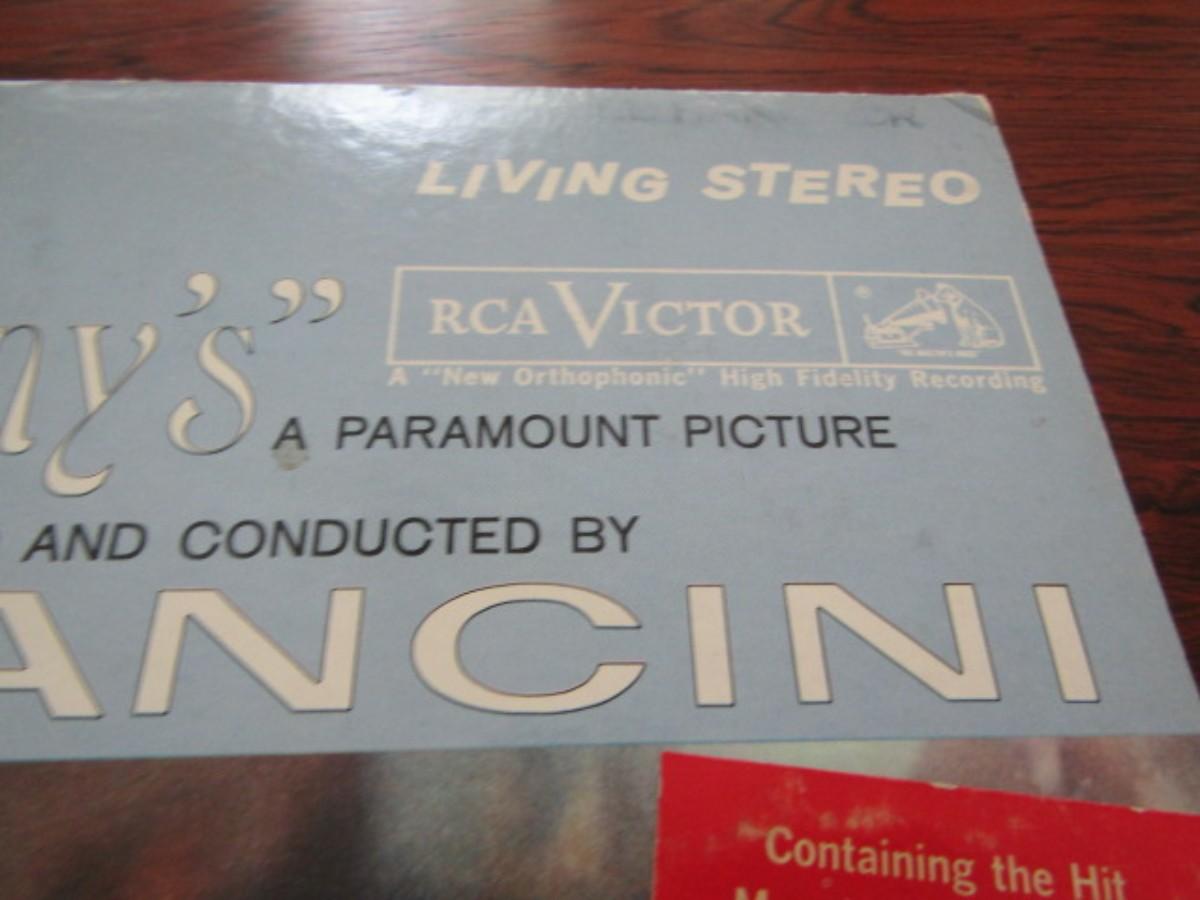 LIVING STEREO
ny's”
RCA VICTOR
A "New Orthophonic" High Fidelity Recording
A PARAMOUNT PICTURE
AND CONDUCTED BY
ANCINI
Containing the Hit